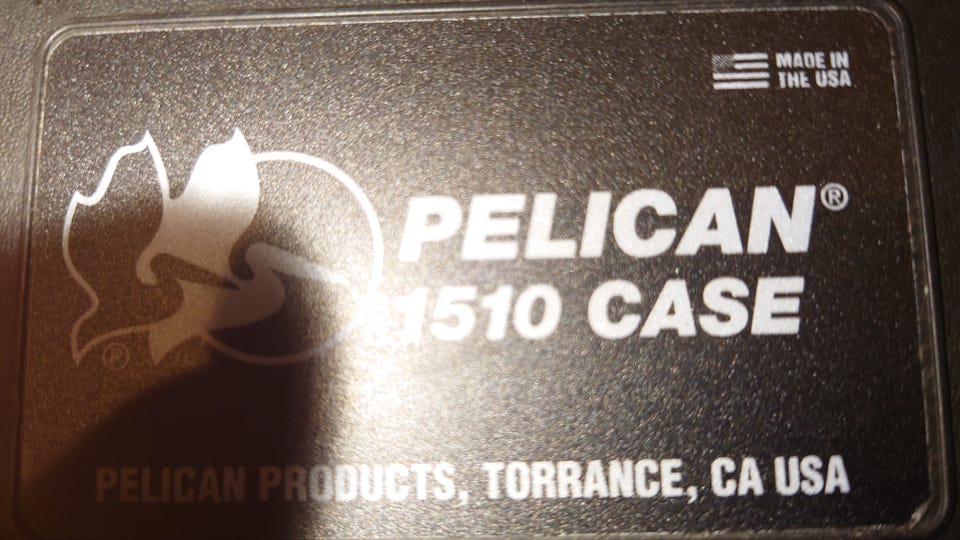 MADE IN
THE USA
PELICAN®
1510 CASE
®
PELICAN PRODUCTS, TORRANCE, CA USA